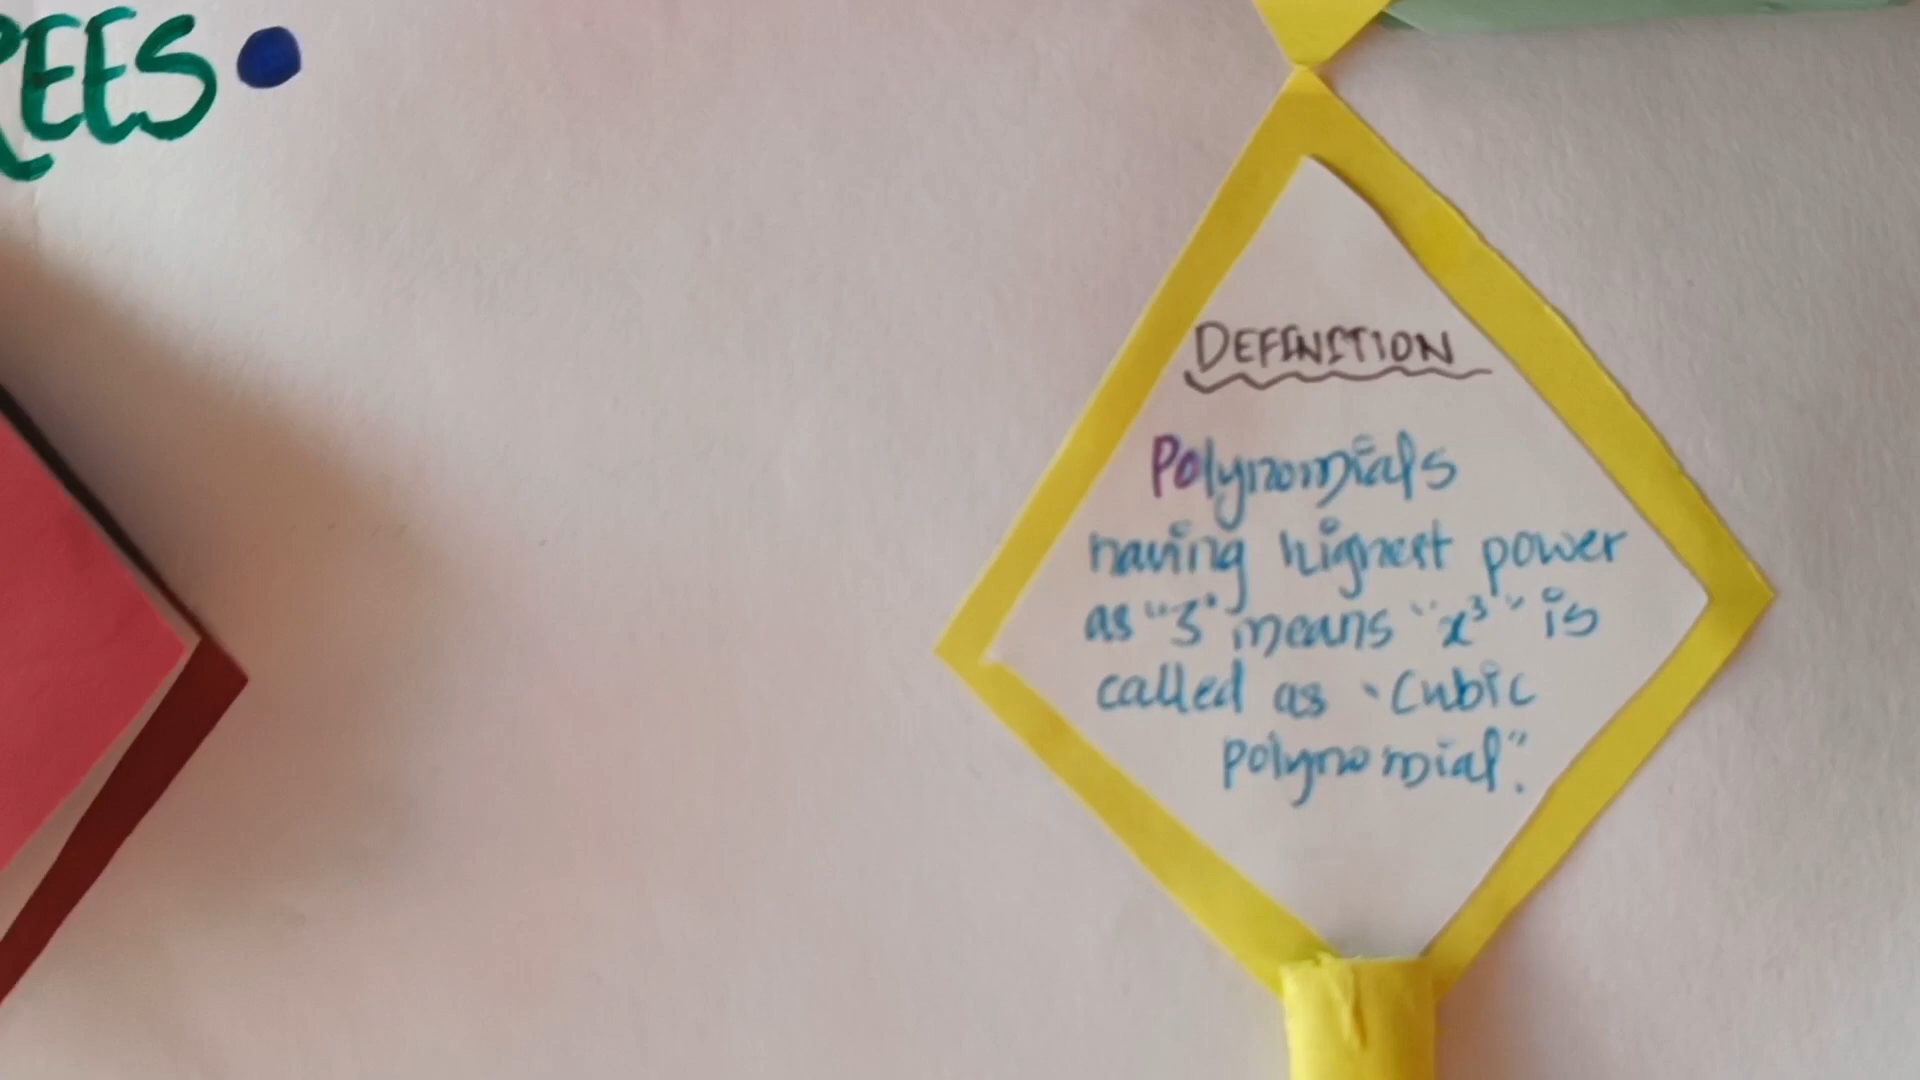 REES
DEFINITION
Polynomials
having highest power
as "3" means "x³" is
called as "Cubic
polynomial".